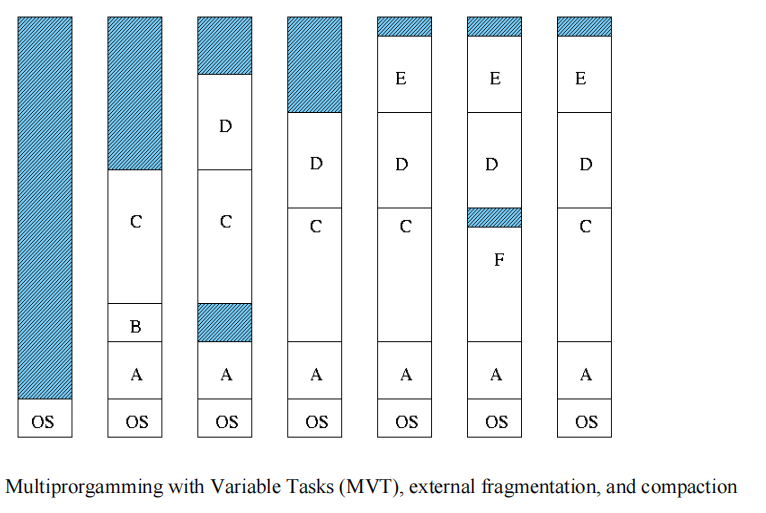 E E E
D
D D D D
C C C C C
F
B
A A A A A A
OS OS OS OS OS OS OS
Multiprorgamming with Variable Tasks (MVT), external fragmentation, and compaction